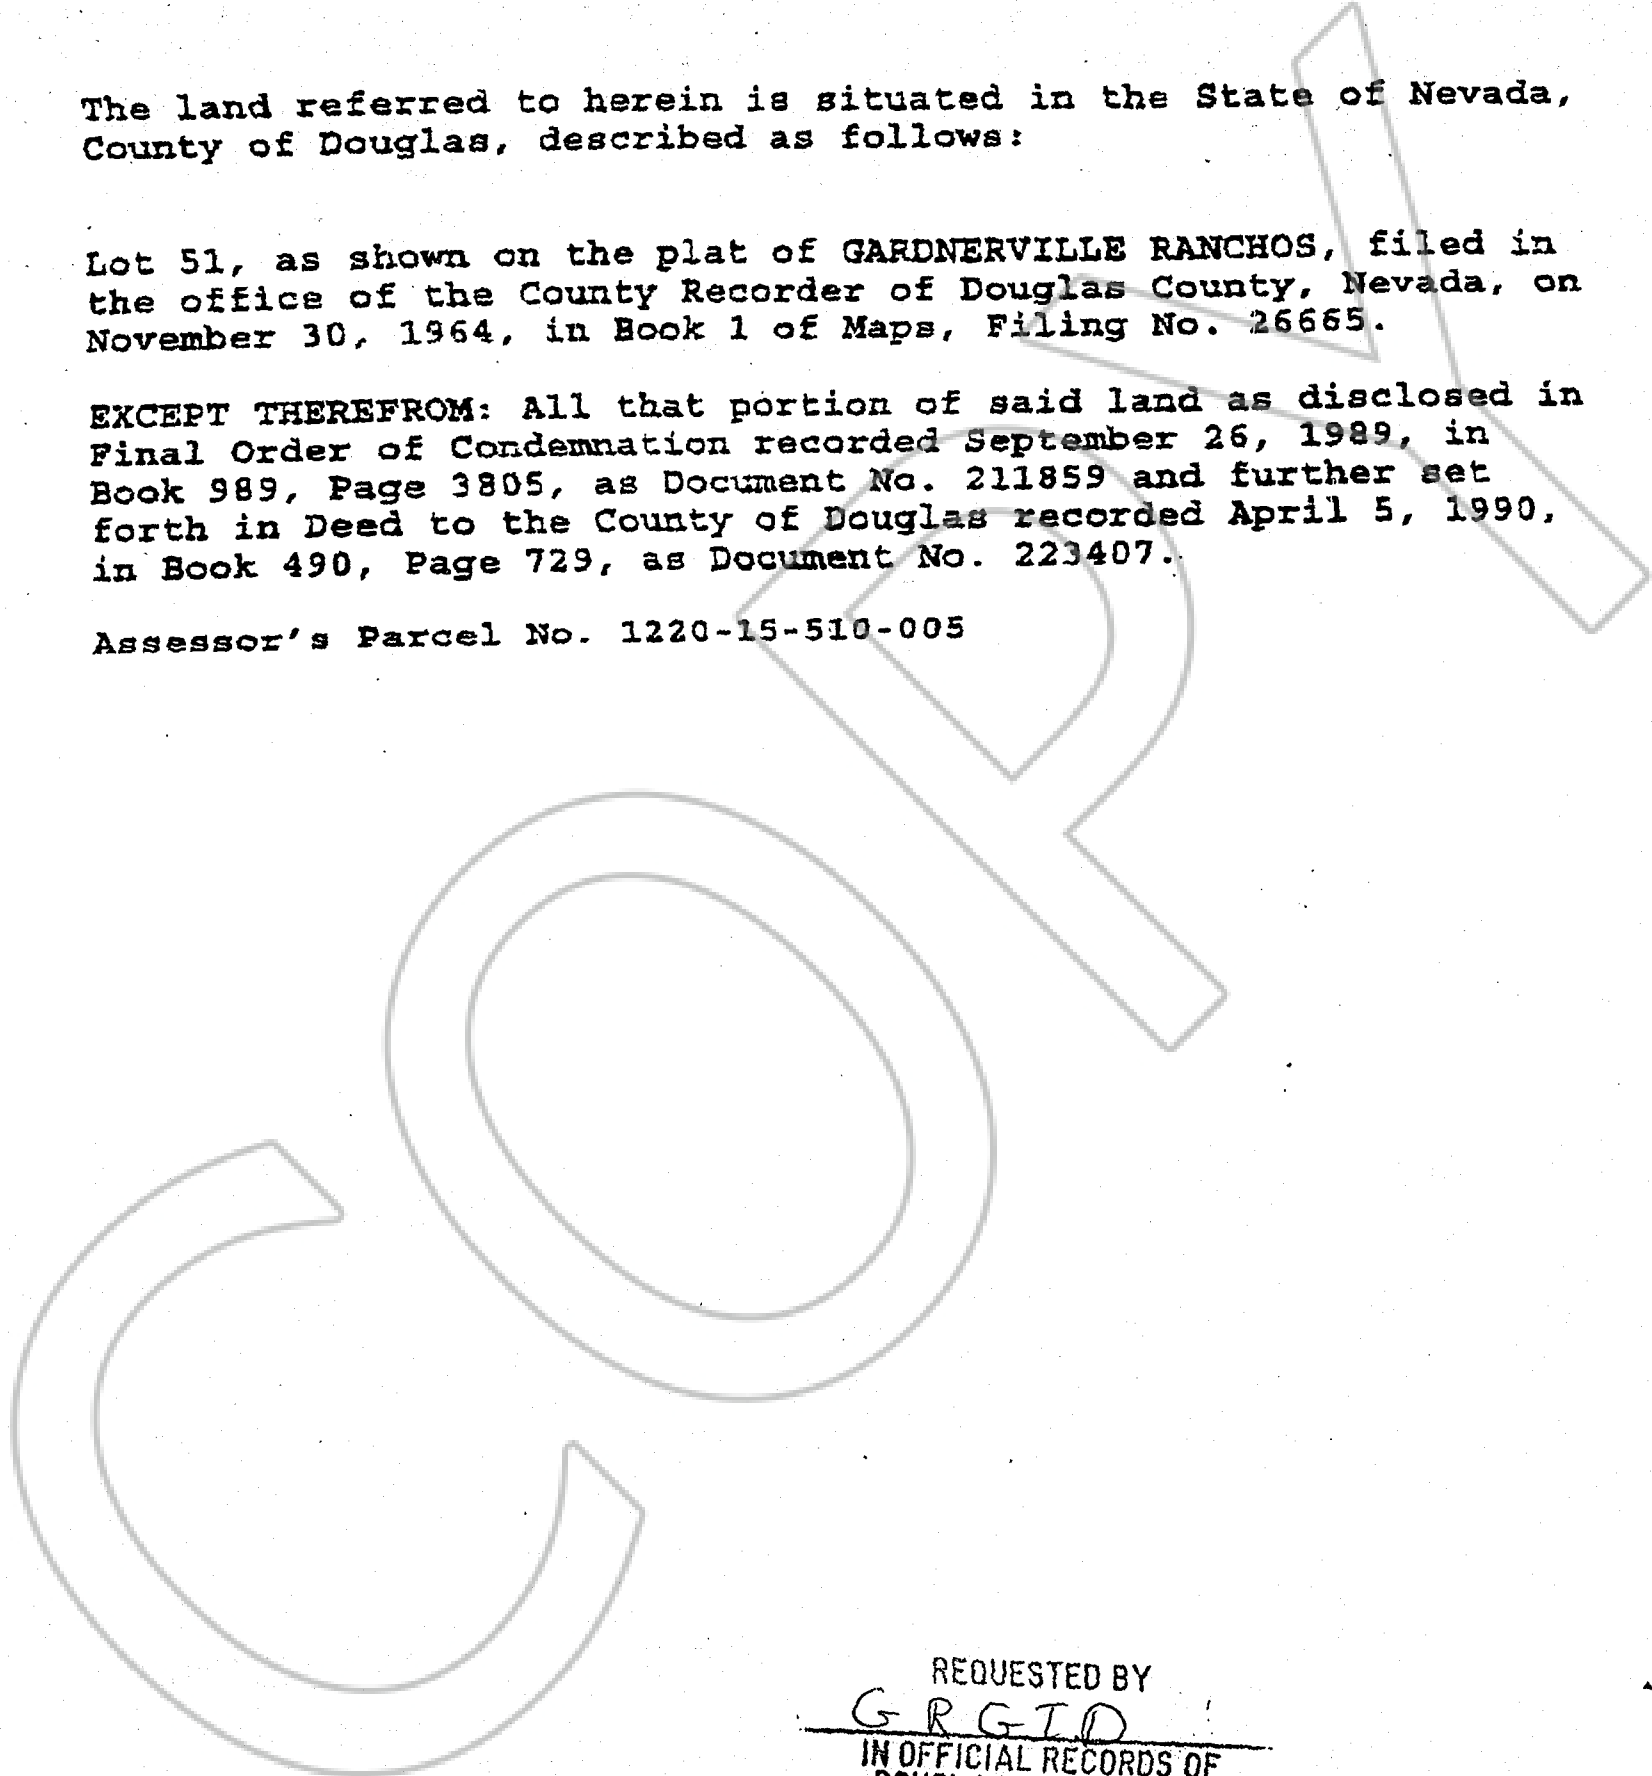 The land referred to herein is situated in the State of Nevada,
County of Douglas, described as follows:
Lot 51, as shown on the plat of GARDNERVILLE RANCHOS, filed in
the office of the County Recorder of Douglas County, Nevada, on
November 30, 1964, in Book 1 of Maps, Filing No. 26665.
EXCEPT THEREFROM: All that portion of said land as disclosed in
Final Order of Condemnation recorded September 26, 1989, in
Book 989, Page 3805, as Document No. 211859 and further set
forth in Deed to the County of Douglas recorded April 5, 1990,
in Book 490, Page 729, as Document No. 223407.
Assessor's Parcel No. 1220-15-510-005
COPY
REQUESTED BY
GRGID
IN OFFICIAL RECORDS OF